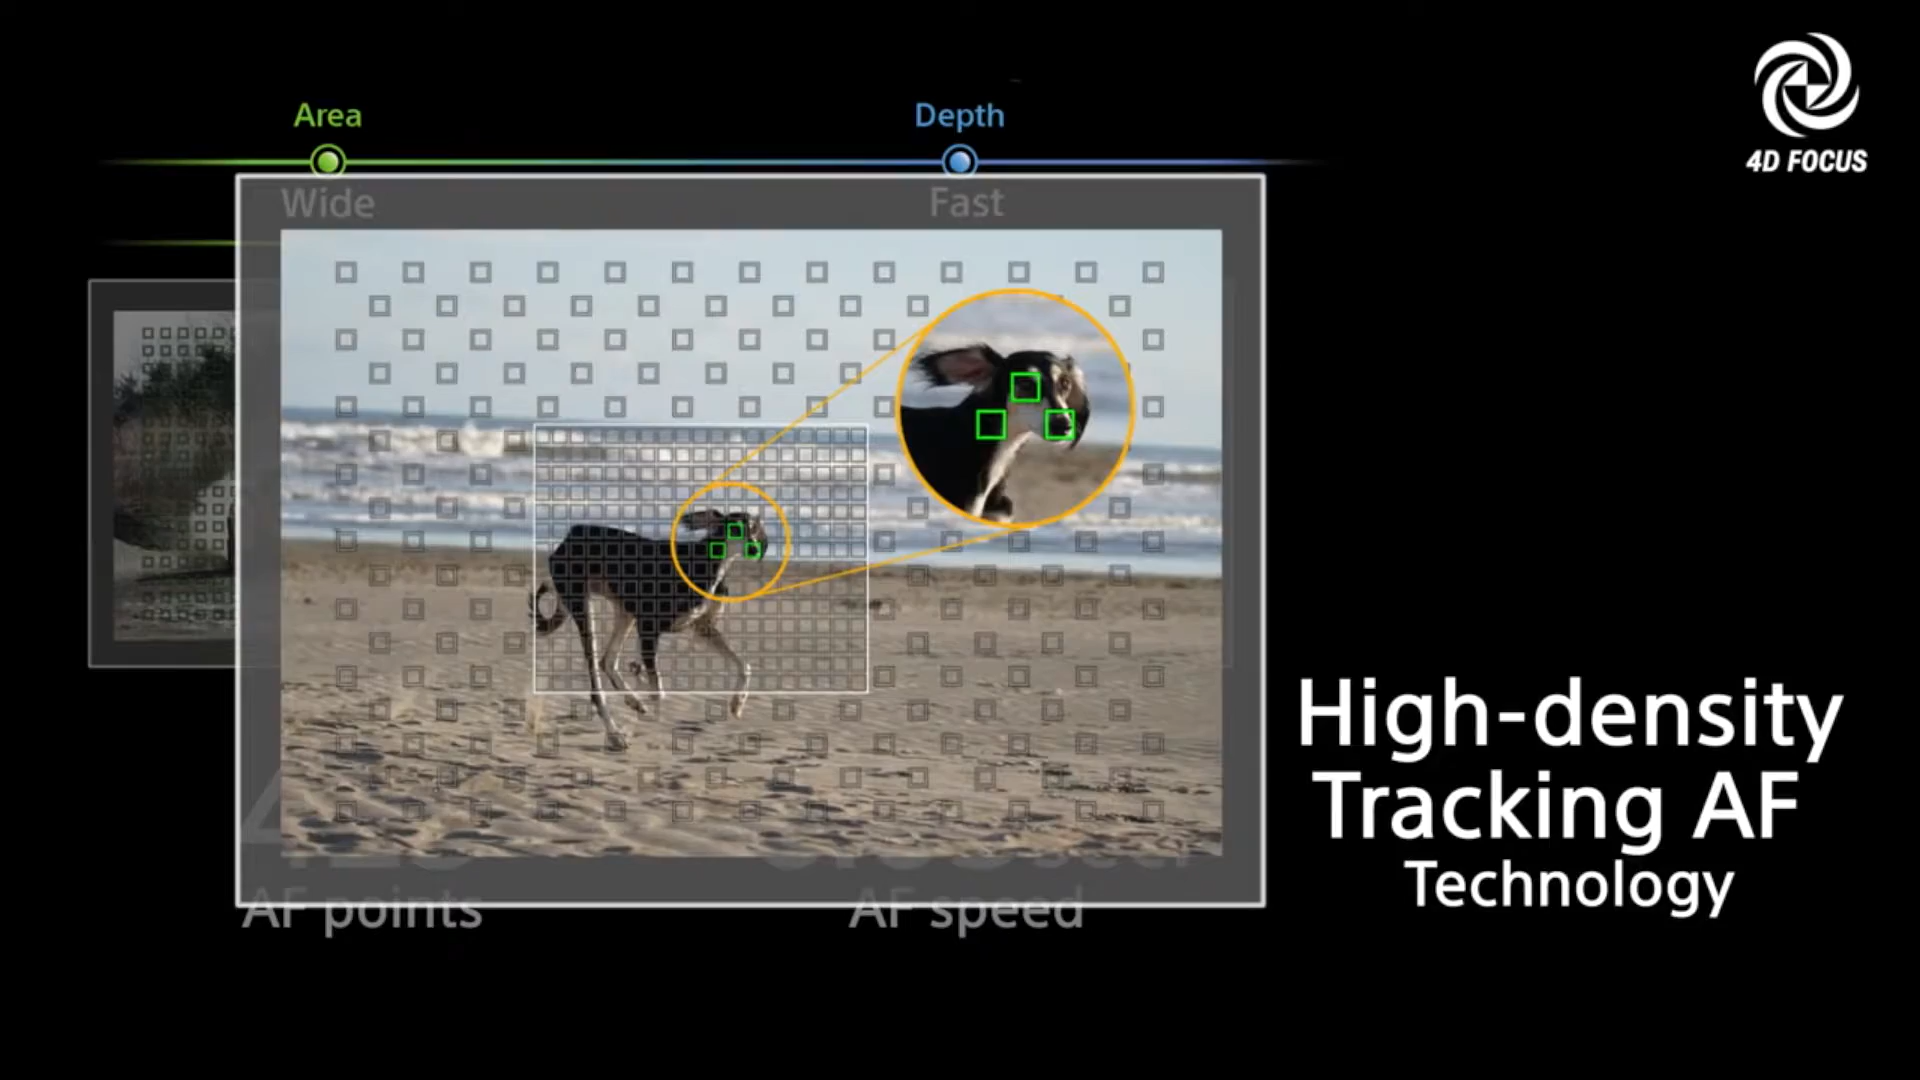 Area
Depth
4D FOCUS
Wide
Fast
High-density
Tracking AF
Technology
AF points
AF speed